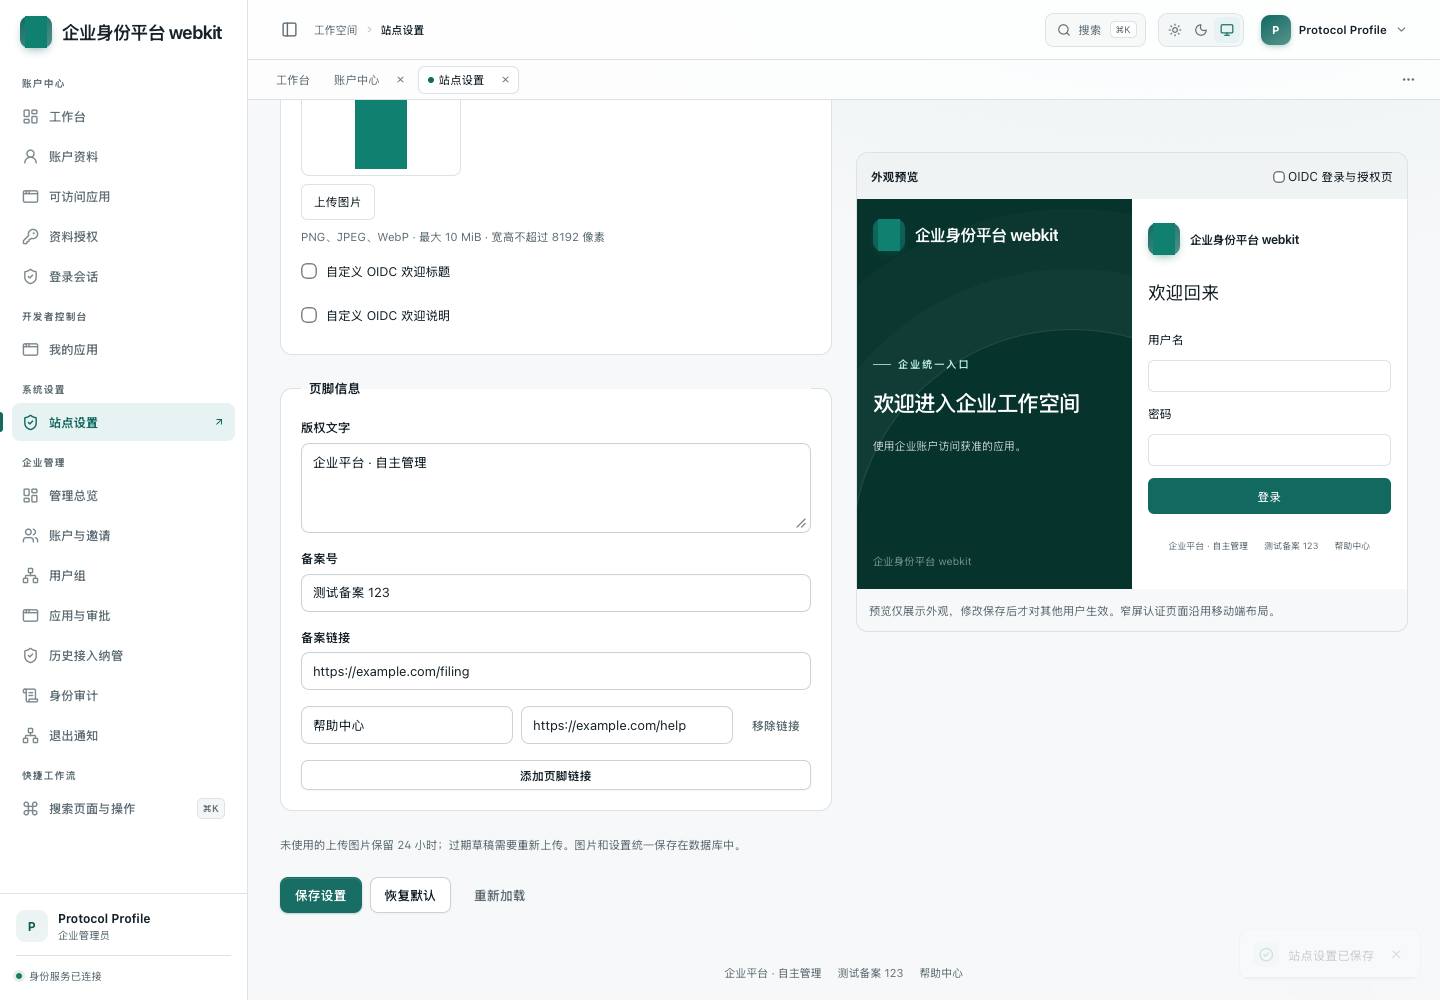 企业身份平台 webkit
账户中心
工作台
账户资料
可访问应用
资料授权
登录会话
开发者控制台
我的应用
系统设置
站点设置
企业管理
管理总览
账户与邀请
用户组
应用与审批
历史接入纳管
身份审计
退出通知
快捷工作流
搜索页面与操作 ⌘K
P
Protocol Profile
企业管理员
身份服务已连接
工作空间 › 站点设置
搜索 ⌘K
P Protocol Profile
工作台 账户中心 × 站点设置 ×
上传图片
PNG、JPEG、WebP · 最大 10 MiB · 宽高不超过 8192 像素
自定义 OIDC 欢迎标题
自定义 OIDC 欢迎说明
页脚信息
版权文字
企业平台 · 自主管理
备案号
测试备案 123
备案链接
https://example.com/filing
帮助中心 https://example.com/help 移除链接
添加页脚链接
未使用的上传图片保留 24 小时；过期草稿需要重新上传。图片和设置统一保存在数据库中。
保存设置 恢复默认 重新加载
外观预览 OIDC 登录与授权页
企业身份平台 webkit
企业统一入口
欢迎进入企业工作空间
使用企业账户访问获准的应用。
企业身份平台 webkit
企业身份平台 webkit
欢迎回来
用户名
密码
登录
企业平台 · 自主管理 测试备案 123 帮助中心
预览仅展示外观，修改保存后才对其他用户生效。窄屏认证页面沿用移动端布局。
企业平台 · 自主管理 测试备案 123 帮助中心
站点设置已保存 ×